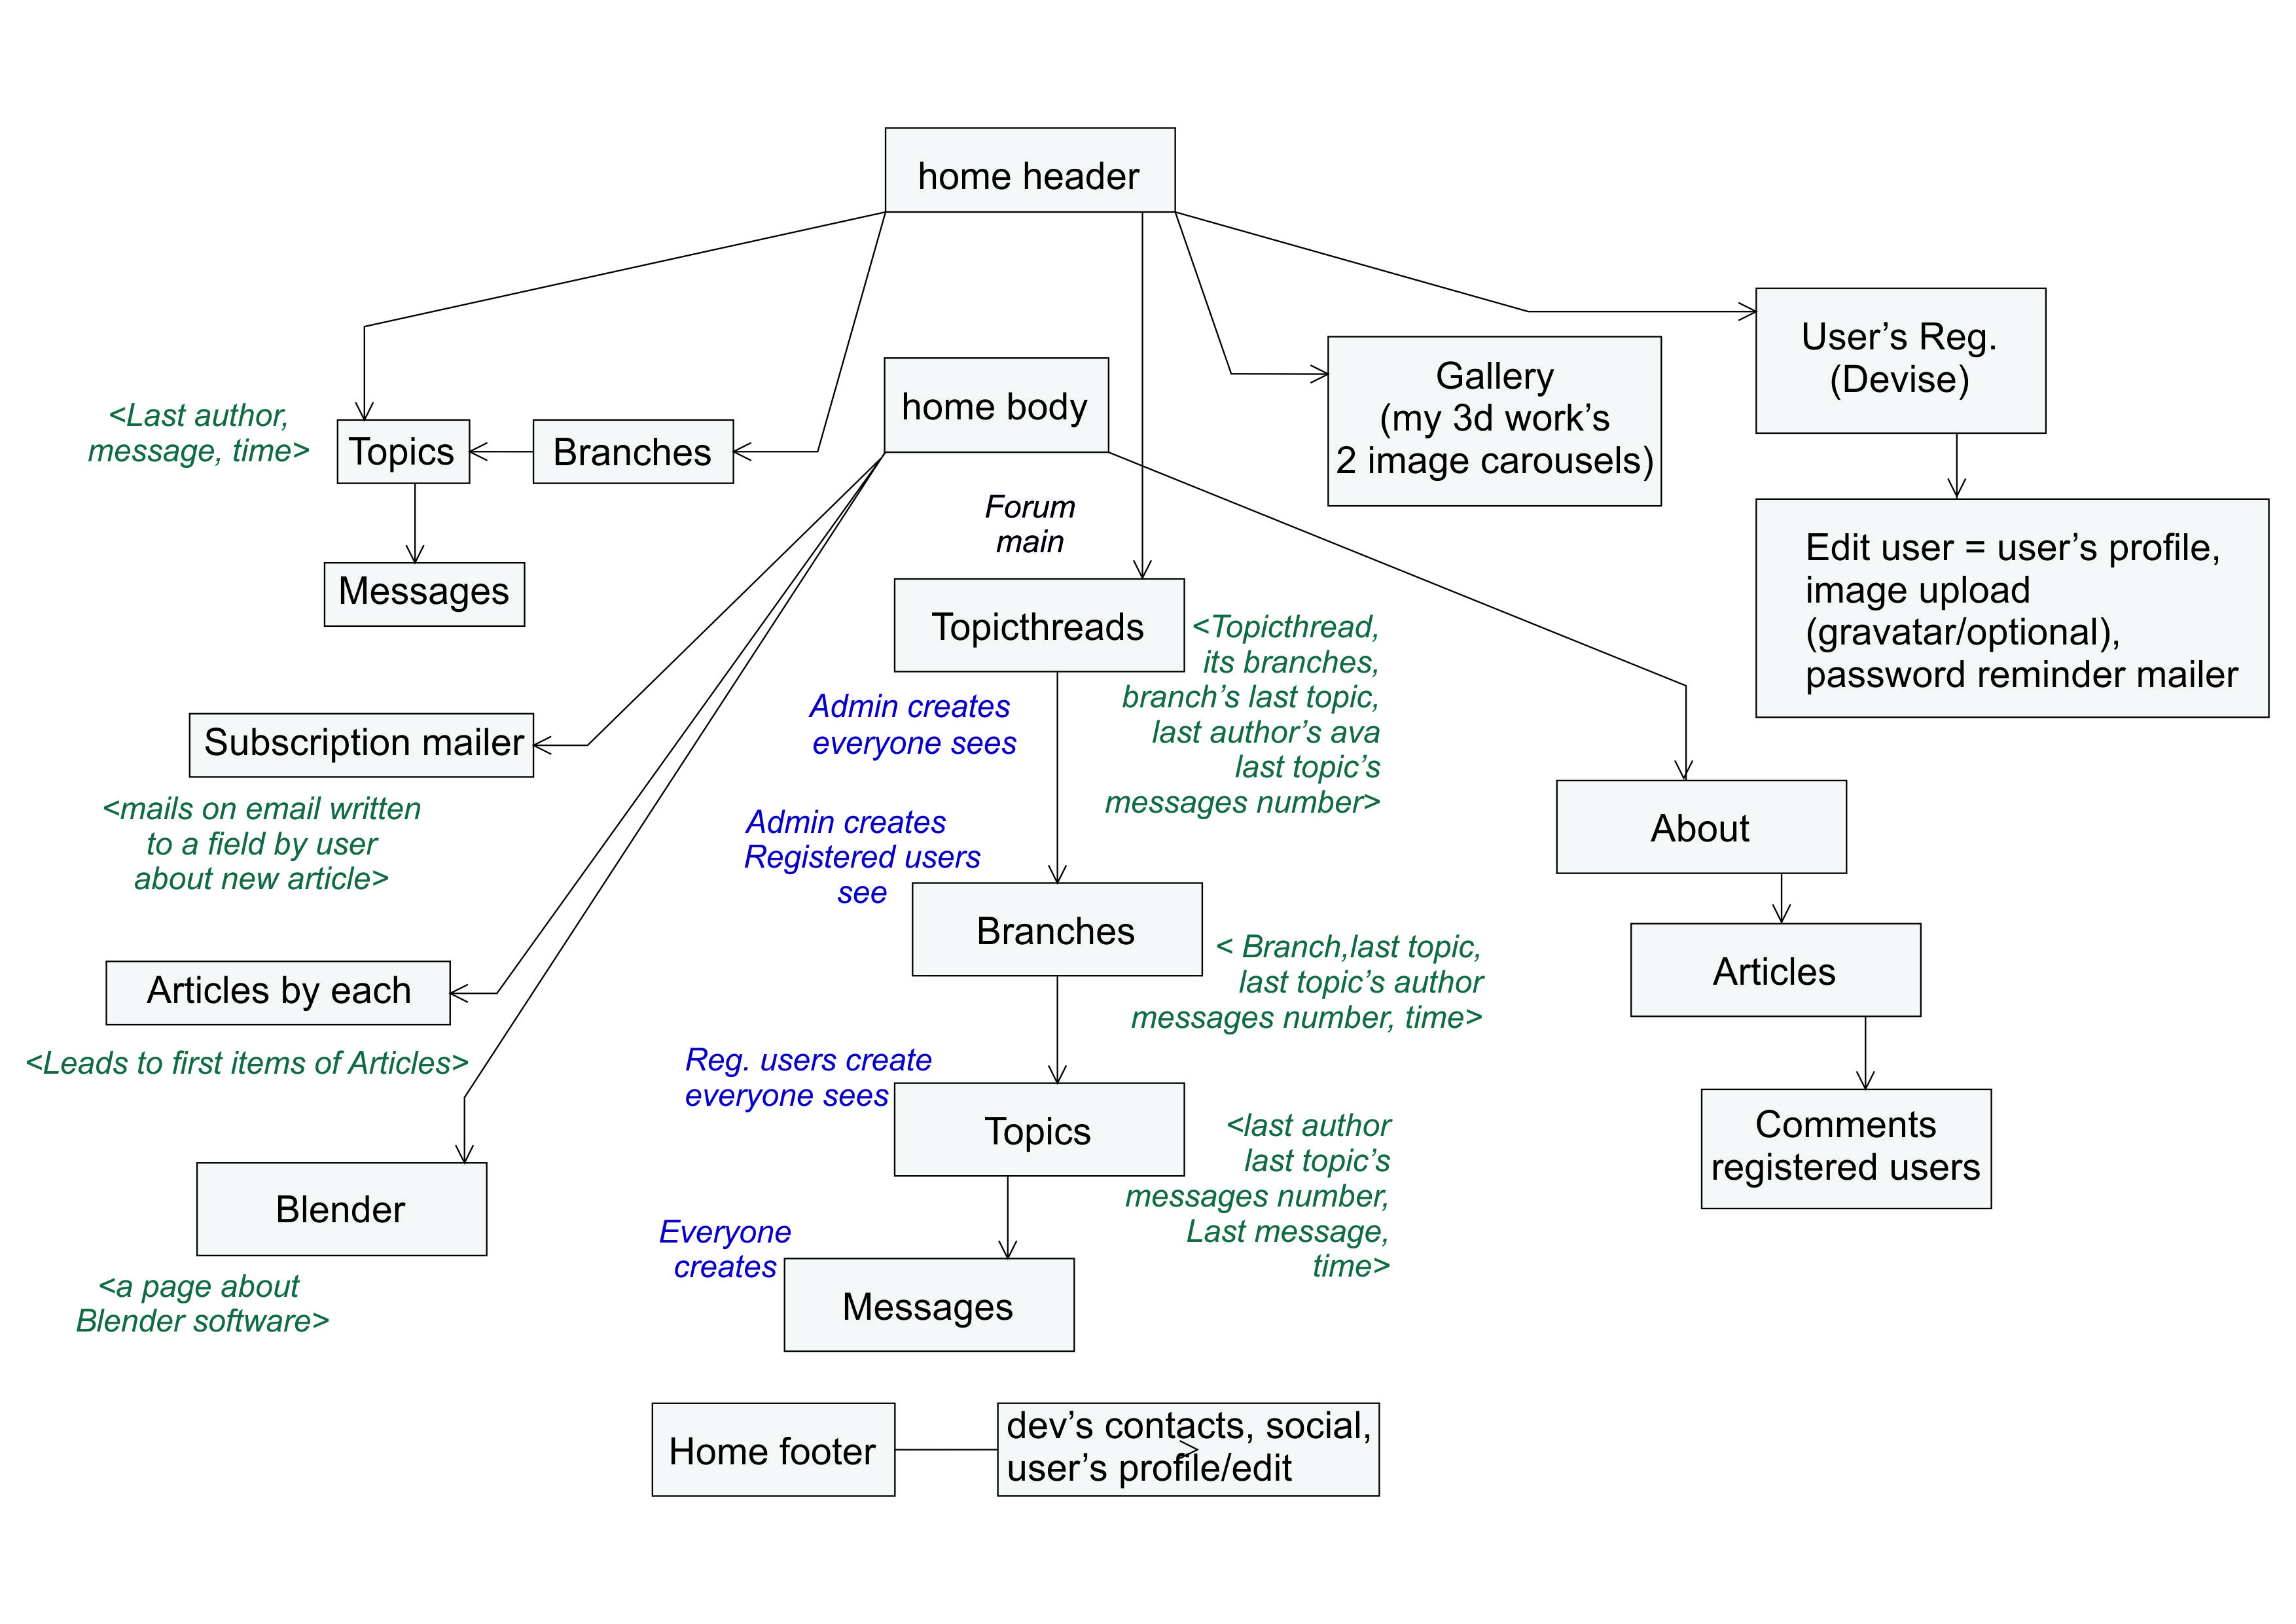 home header
User’s Reg.
(Devise)
Gallery
(my 3d work’s
2 image carousels)
home body
<Last author,
message, time>
Topics
Branches
Messages
Forum
main
Edit user = user’s profile,
image upload
(gravatar/optional),
password reminder mailer
Topicthreads
<Topicthread,
its branches,
branch’s last topic,
last author’s ava
last topic’s
messages number>
Admin creates
everyone sees
Subscription mailer
<mails on email written
to a field by user
about new article>
Admin creates
Registered users
see
About
Branches
< Branch,last topic,
last topic’s author
messages number, time>
Articles
Articles by each
<Leads to first items of Articles>
Reg. users create
everyone sees
Topics
<last author
last topic’s
messages number,
Last message,
time>
Comments
registered users
Blender
<a page about
Blender software>
Everyone
creates
Messages
Home footer
dev’s contacts, social,
user’s profile/edit